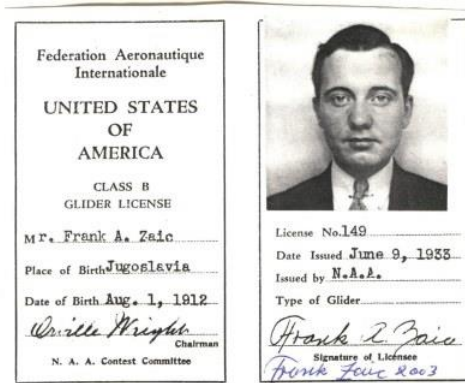 Federation Aeronautique
Internationale
UNITED STATES
OF
AMERICA
CLASS B
GLIDER LICENSE
Mr. Frank A. Zaic
Place of Birth Jugoslavia
Date of Birth Aug. 1, 1912
Orville Wright
Chairman
N. A. A. Contest Committee
License No. 149
Date Issued June 9, 1933
Issued by N.A.A.
Type of Glider
Frank A. Zaic
Signature of Licensee
Frank Zaic 2003